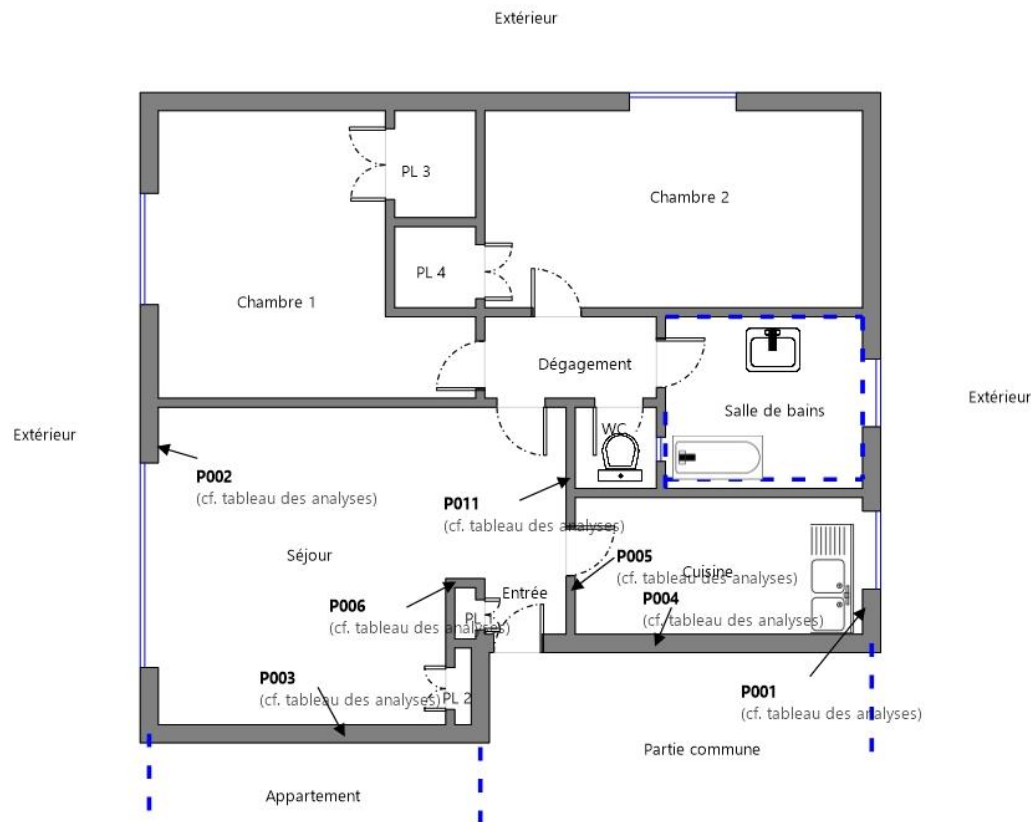 Extérieur
PL 3
Chambre 2
PL 4
Chambre 1
Dégagement
Extérieur
Salle de bains
WC
Extérieur
P002
(cf. tableau des analyses)
P011
(cf. tableau des analyses)
Séjour
P005
(cf. tableau des analyses)
Cuisine
Entrée
P006
(cf. tableau des analyses)
PL 1
P004
(cf. tableau des analyses)
P003
(cf. tableau des analyses)
PL 2
P001
(cf. tableau des analyses)
Partie commune
Appartement